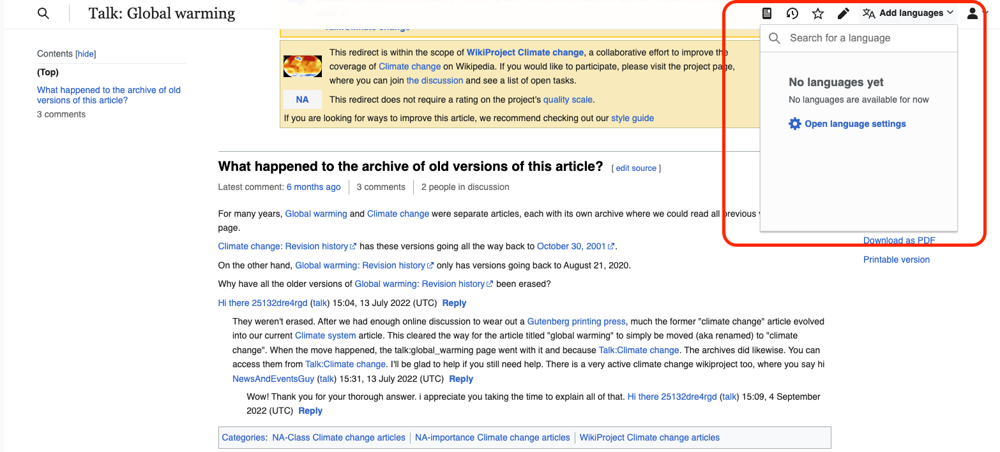 Talk: Global warming
Add languages
place at
Talk:Climate change
Search for a language
No languages yet
No languages are available for now
Open language settings
Contents [hide]
(Top)
What happened to the archive of old
versions of this article?
3 comments
This redirect is within the scope of WikiProject Climate change, a collaborative effort to improve the
coverage of Climate change on Wikipedia. If you would like to participate, please visit the project page,
where you can join the discussion and see a list of open tasks.
NA This redirect does not require a rating on the project's quality scale.
If you are looking for ways to improve this article, we recommend checking out our style guide
What happened to the archive of old versions of this article? [ edit source ]
Latest comment: 6 months ago 3 comments 2 people in discussion
For many years, Global warming and Climate change were separate articles, each with its own archive where we could read all previous
page.
Climate change: Revision history has these versions going all the way back to October 30, 2001.
On the other hand, Global warming: Revision history only has versions going back to August 21, 2020.
Why have all the older versions of Global warming: Revision history been erased?
Hi there 25132dre4rgd (talk) 15:04, 13 July 2022 (UTC) Reply
They weren't erased. After we had enough online discussion to wear out a Gutenberg printing press, much the former "climate change" article evolved
into our current Climate system article. This cleared the way for the article titled "global warming" to simply be moved (aka renamed) to "climate
change". When the move happened, the talk:global_warming page went with it and because Talk:Climate change. The archives did likewise. You can
access them from Talk:Climate change. I'll be glad to help if you still need help. There is a very active climate change wikiproject too, where you say hi
NewsAndEventsGuy (talk) 15:31, 13 July 2022 (UTC) Reply
Wow! Thank you for your thorough answer. i appreciate you taking the time to explain all of that. Hi there 25132dre4rgd (talk) 15:09, 4 September
2022 (UTC) Reply
Download as PDF
Printable version
Categories: NA-Class Climate change articles NA-importance Climate change articles WikiProject Climate change articles